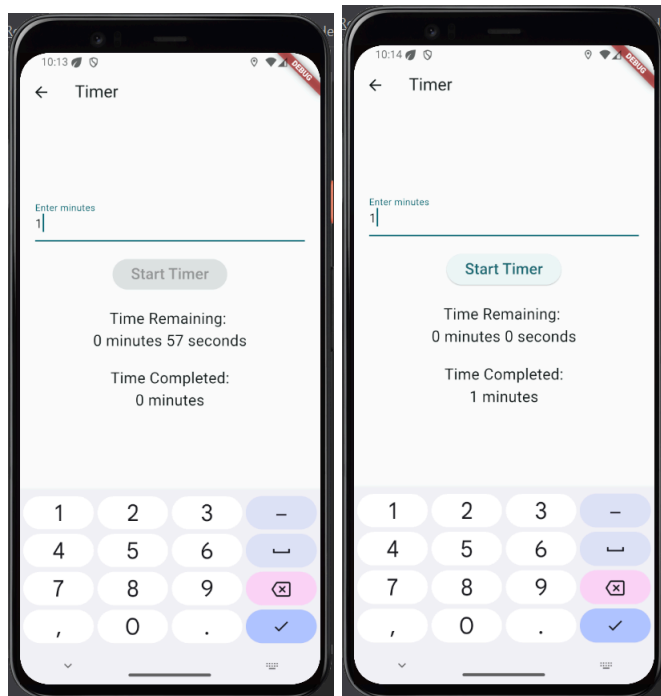 10:13
DEBUG
Timer
Enter minutes
1
Start Timer
Time Remaining:
0 minutes 57 seconds
Time Completed:
0 minutes
1 2 3 –
4 5 6
7 8 9
, 0 .
10:14
DEBUG
Timer
Enter minutes
1
Start Timer
Time Remaining:
0 minutes 0 seconds
Time Completed:
1 minutes
1 2 3 –
4 5 6
7 8 9
, 0 .